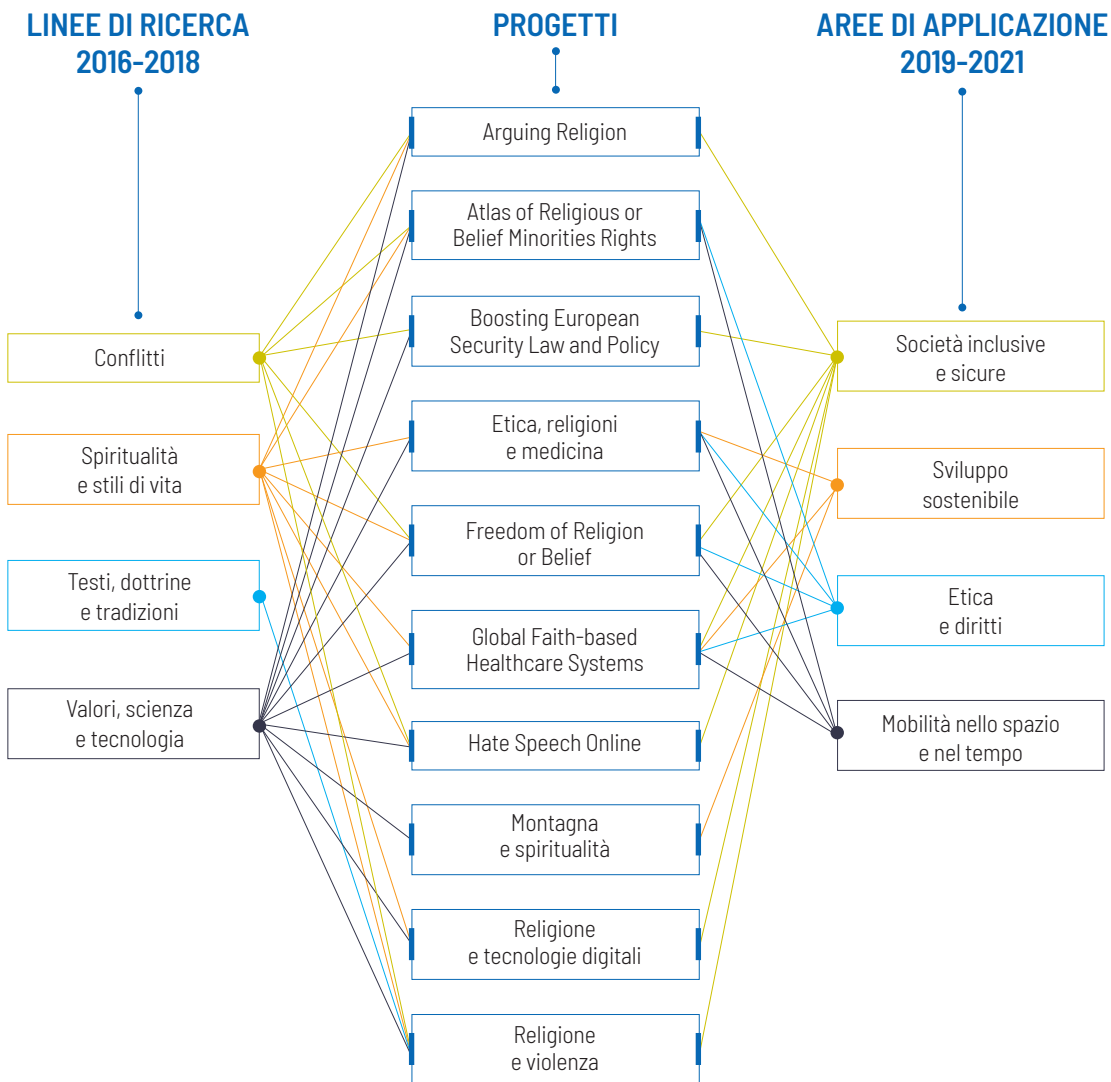 LINEE DI RICERCA
2016-2018
PROGETTI
AREE DI APPLICAZIONE
2019-2021
Conflitti
Spiritualità
e stili di vita
Testi, dottrine
e tradizioni
Valori, scienza
e tecnologia
Arguing Religion
Atlas of Religious or
Belief Minorities Rights
Boosting European
Security Law and Policy
Etica, religioni
e medicina
Freedom of Religion
or Belief
Global Faith-based
Healthcare Systems
Hate Speech Online
Montagna
e spiritualità
Religione
e tecnologie digitali
Religione
e violenza
Società inclusive
e sicure
Sviluppo
sostenibile
Etica
e diritti
Mobilità nello spazio
e nel tempo